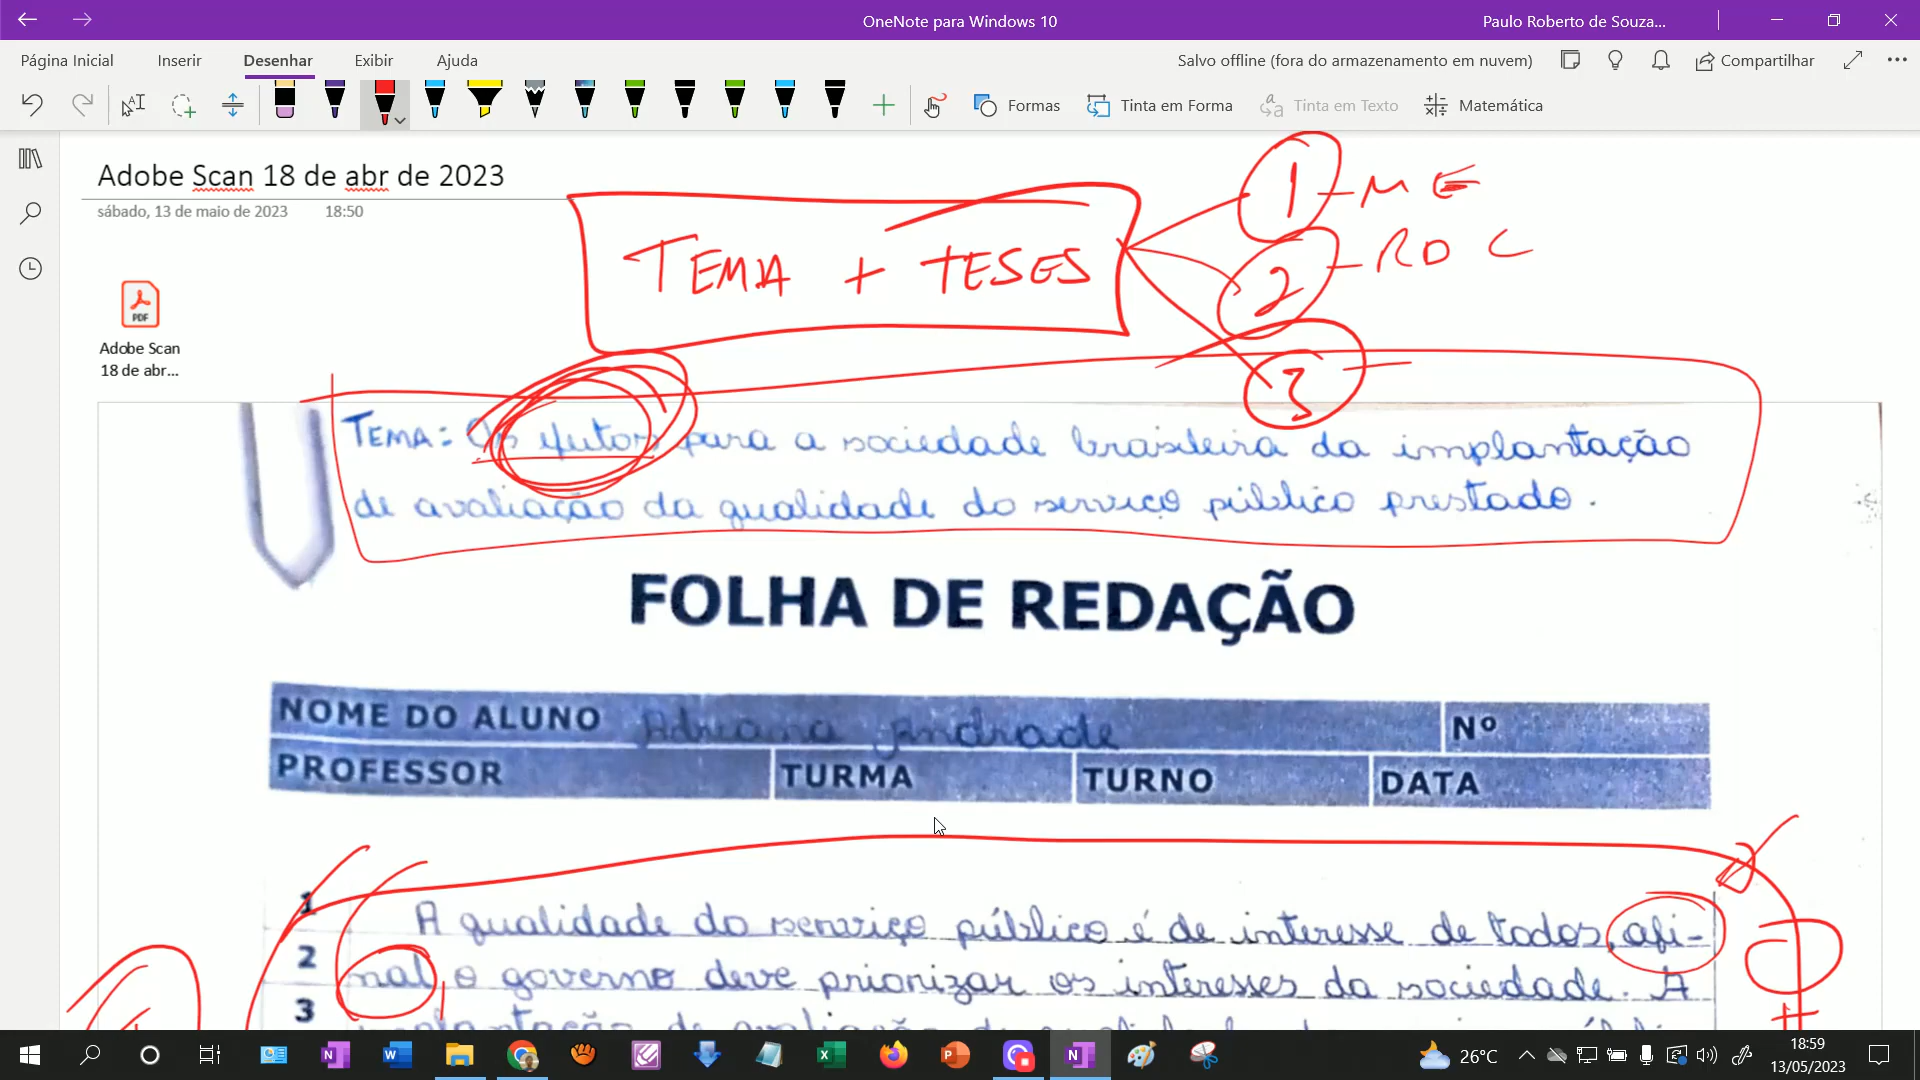 OneNote para Windows 10
Paulo Roberto de Souza...
Página Inicial Inserir Desenhar Exibir Ajuda
Salvo offline (fora do armazenamento em nuvem) Compartilhar
Formas Tinta em Forma Tinta em Texto Matemática
Adobe Scan 18 de abr de 2023
sábado, 13 de maio de 2023 18:50
1 - ME
TEMA + TESES
2 - RDC
3
PDF
Adobe Scan
18 de abr...
TEMA: Os efeitos para a sociedade brasileira da implantação
de avaliação da qualidade do serviço público prestado.
FOLHA DE REDAÇÃO
NOME DO ALUNO Adriana Andrade Nº
PROFESSOR TURMA TURNO DATA
1 A qualidade do serviço público é de interesse de todos, afi-
2 nal o governo deve priorizar os interesses da sociedade. A
3
26°C
18:59
13/05/2023